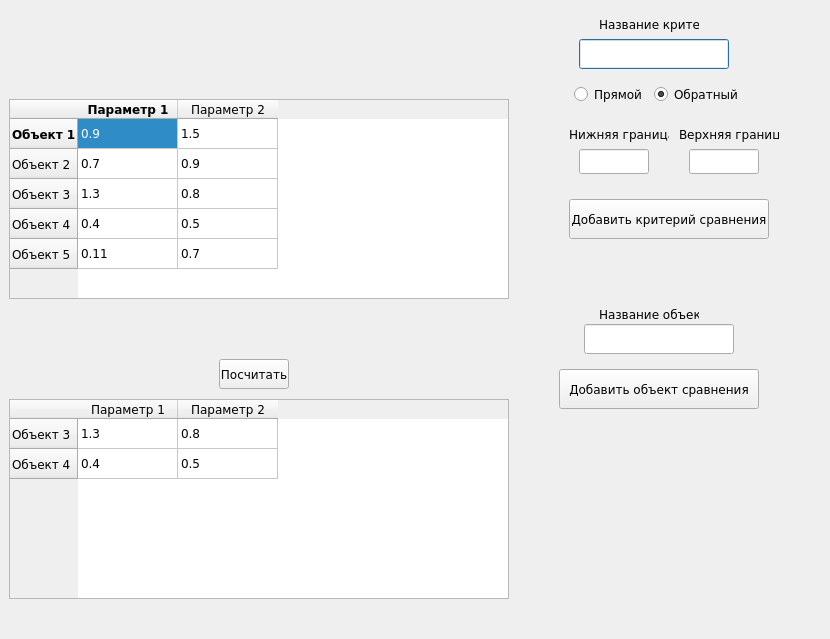 Название крите
Прямой Обратный
Нижняя границ Верхняя границ
Добавить критерий сравнения
Название объек
Добавить объект сравнения
Параметр 1 Параметр 2
Объект 1 0.9 1.5
Объект 2 0.7 0.9
Объект 3 1.3 0.8
Объект 4 0.4 0.5
Объект 5 0.11 0.7
Посчитать
Параметр 1 Параметр 2
Объект 3 1.3 0.8
Объект 4 0.4 0.5